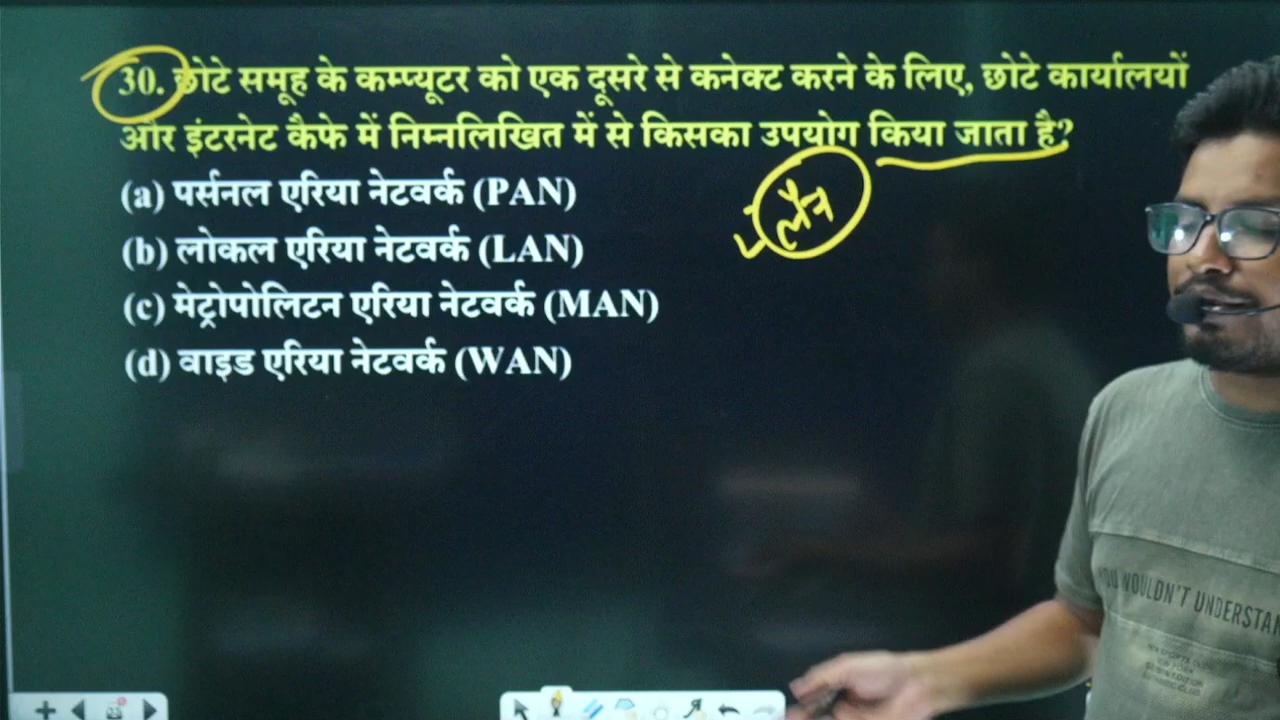 30. छोटे समूह के कम्प्यूटर को एक दूसरे से कनेक्ट करने के लिए, छोटे कार्यालयों
और इंटरनेट कैफे में निम्नलिखित में से किसका उपयोग किया जाता है?
(a) पर्सनल एरिया नेटवर्क (PAN)
लैन
(b) लोकल एरिया नेटवर्क (LAN)
(c) मेट्रोपोलिटन एरिया नेटवर्क (MAN)
(d) वाइड एरिया नेटवर्क (WAN)
OU WOULDN'T UNDERSTAN